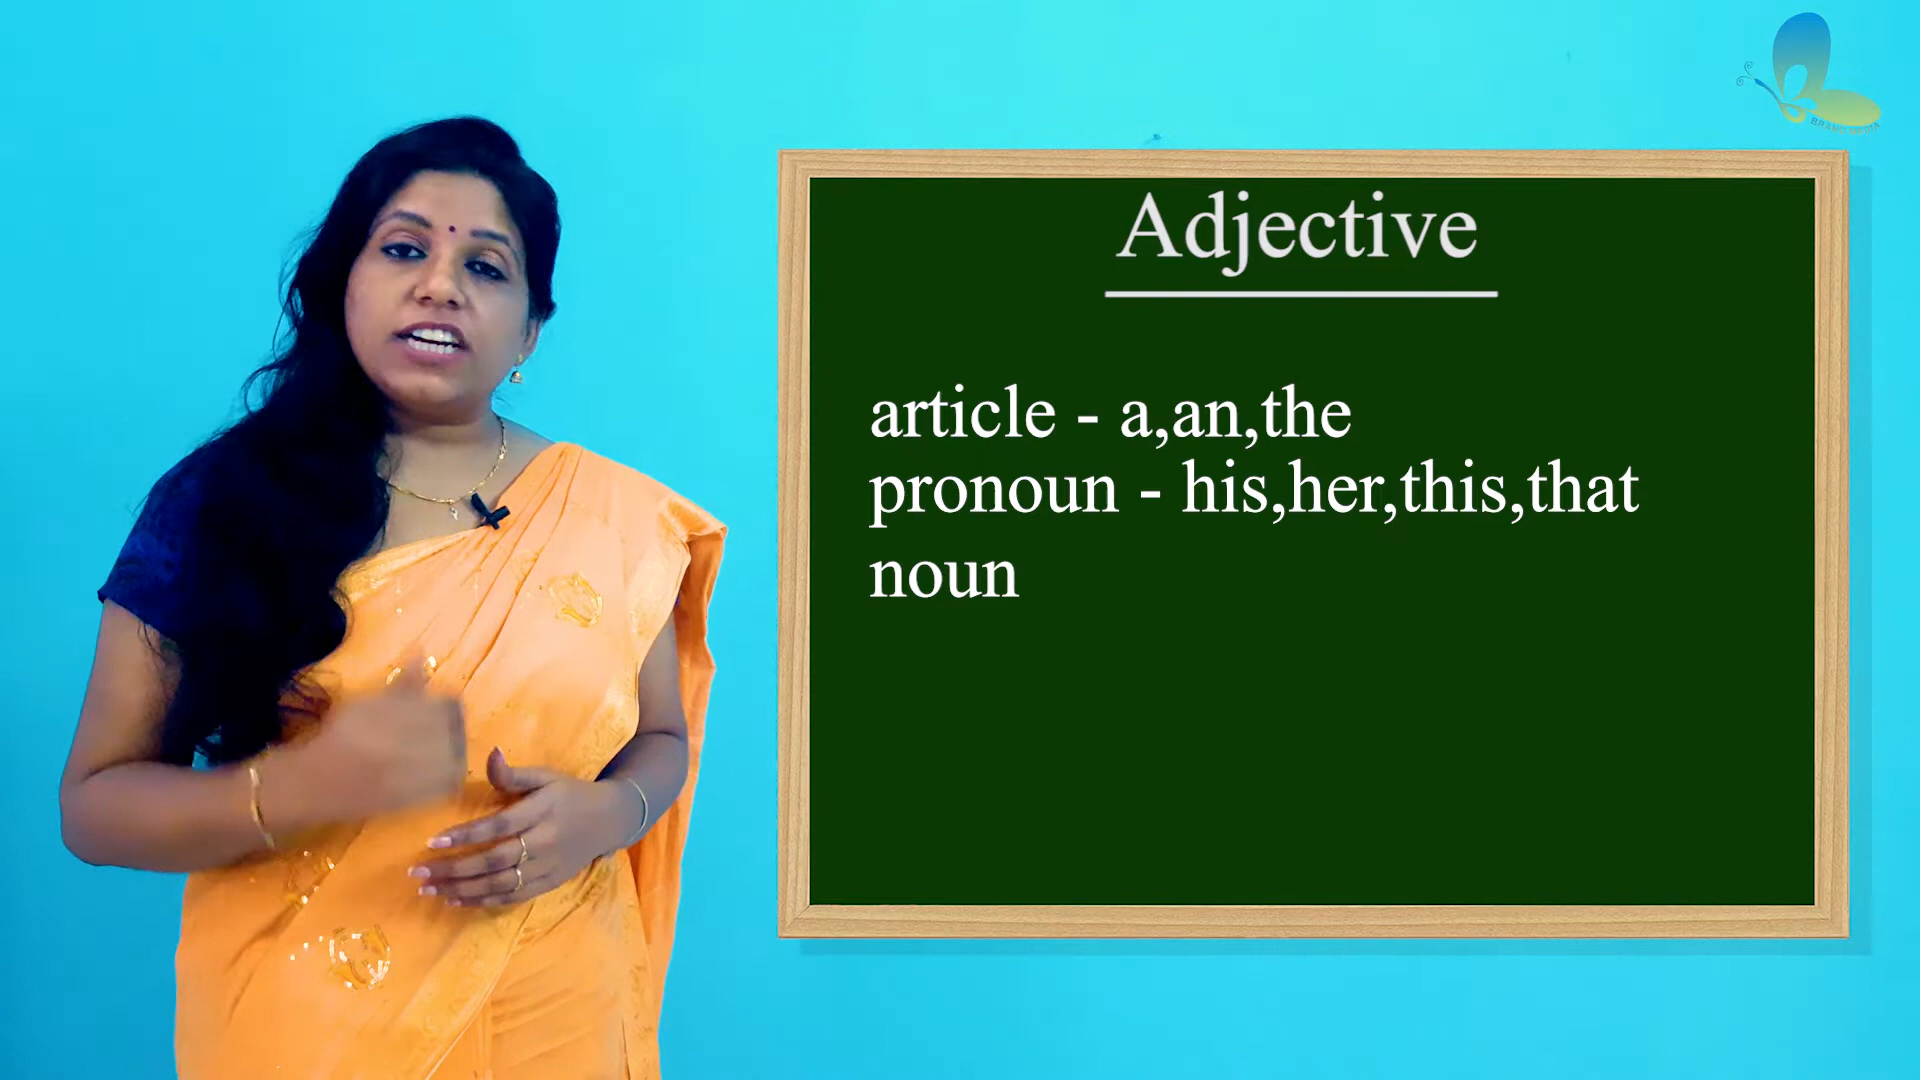 Adjective
article - a,an,the
pronoun - his,her,this,that
noun